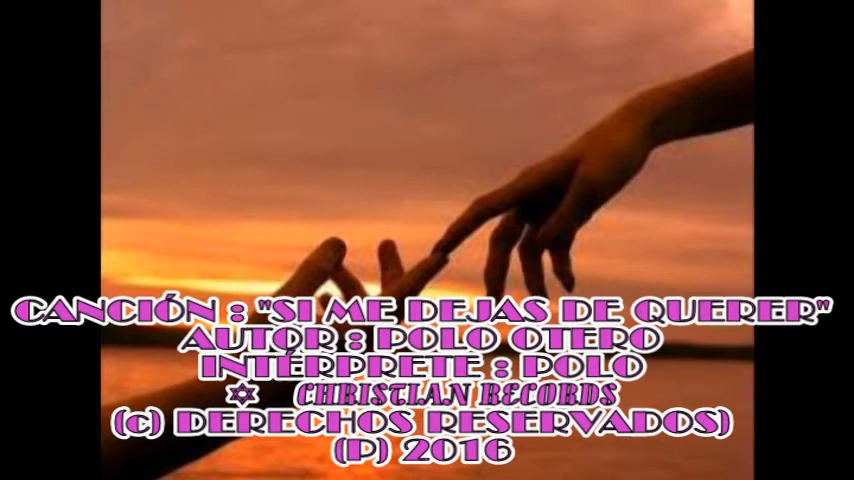 CANCIÓN : "SI ME DEJAS DE QUERER"
AUTOR : POLO OTERO
INTÉRPRETE : POLO
✡ CHRISTIAN RECORDS
(c) DERECHOS RESERVADOS)
(P) 2016